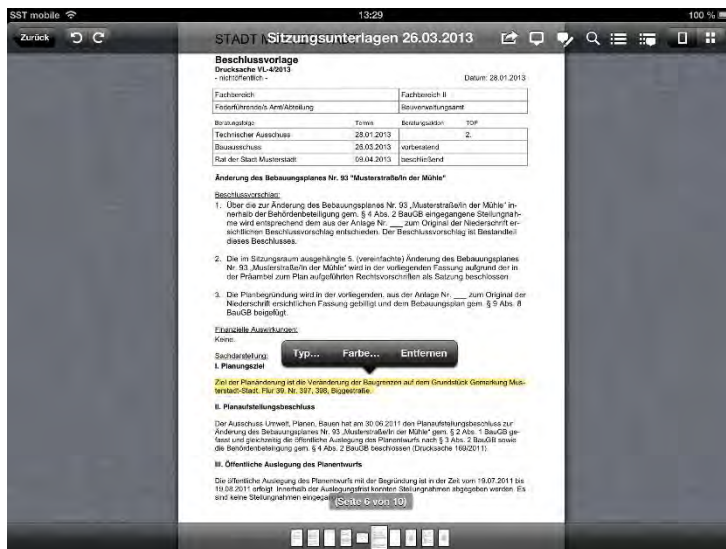 SST mobile 13:29 100 %
Zurück STADT M Sitzungsunterlagen 26.03.2013
Beschlussvorlage
Drucksache VL-4/2013
- nichtöffentlich - Datum: 28.01.2013
Fachbereich Fachbereich II
Federführende/s Amt/Abteilung Bauverwaltungsamt
Beratungsfolge Termin Beratungsaktion TOP
Technischer Ausschuss 28.01.2013 2.
Bauausschuss 26.03.2013 vorberatend
Rat der Stadt Musterstadt 09.04.2013 beschließend
Änderung des Bebauungsplanes Nr. 93 "Musterstraße/In der Mühle"
Beschlussvorschlag:
1. Über die zur Änderung des Bebauungsplanes Nr. 93 „Musterstraße/In der Mühle" in-
nerhalb der Behördenbeteiligung gem. § 4 Abs. 2 BauGB eingegangene Stellungnah-
me wird entsprechend dem aus der Anlage Nr. ___ zum Original der Niederschrift er-
sichtlichen Beschlussvorschlag entschieden. Der Beschlussvorschlag ist Bestandteil
dieses Beschlusses.
2. Die im Sitzungsraum ausgehängte 5. (vereinfachte) Änderung des Bebauungsplanes
Nr. 93 „Musterstraße/In der Mühle" wird in der vorliegenden Fassung aufgrund der in
der Präambel zum Plan aufgeführten Rechtsvorschriften als Satzung beschlossen.
3. Die Planbegründung wird in der vorliegenden, aus der Anlage Nr. ___ zum Original der
Niederschrift ersichtlichen Fassung gebilligt und dem Bebauungsplan gem. § 9 Abs. 8
BauGB beigefügt.
Finanzielle Auswirkungen:
Keine.
Sachdarstellung:
Typ... Farbe... Entfernen
I. Planungsziel
Ziel der Planänderung ist die Veränderung der Baugrenzen auf dem Grundstück Gemarkung Mus-
terstadt-Stadt, Flur 39, Nr. 397, 398, Biggestraße.
II. Planaufstellungsbeschluss
Der Ausschuss Umwelt, Planen, Bauen hat am 30.06.2011 den Planaufstellungsbeschluss zur
Änderung des Bebauungsplanes Nr. 93 „Musterstraße/In der Mühle" gem. § 2 Abs. 1 BauGB ge-
fasst und gleichzeitig die öffentliche Auslegung des Planentwurfs nach § 3 Abs. 2 BauGB sowie
die Behördenbeteiligung gem. § 4 Abs. 2 BauGB beschlossen (Drucksache 169/2011).
III. Öffentliche Auslegung des Planentwurfs
Die öffentliche Auslegung des Planentwurfs mit der Begründung ist in der Zeit vom 19.07.2011 bis
19.08.2011 erfolgt. Innerhalb der Auslegungsfrist konnten Stellungnahmen abgegeben werden. Es
sind keine Stellungnahmen eingega
(Seite 6 von 10)